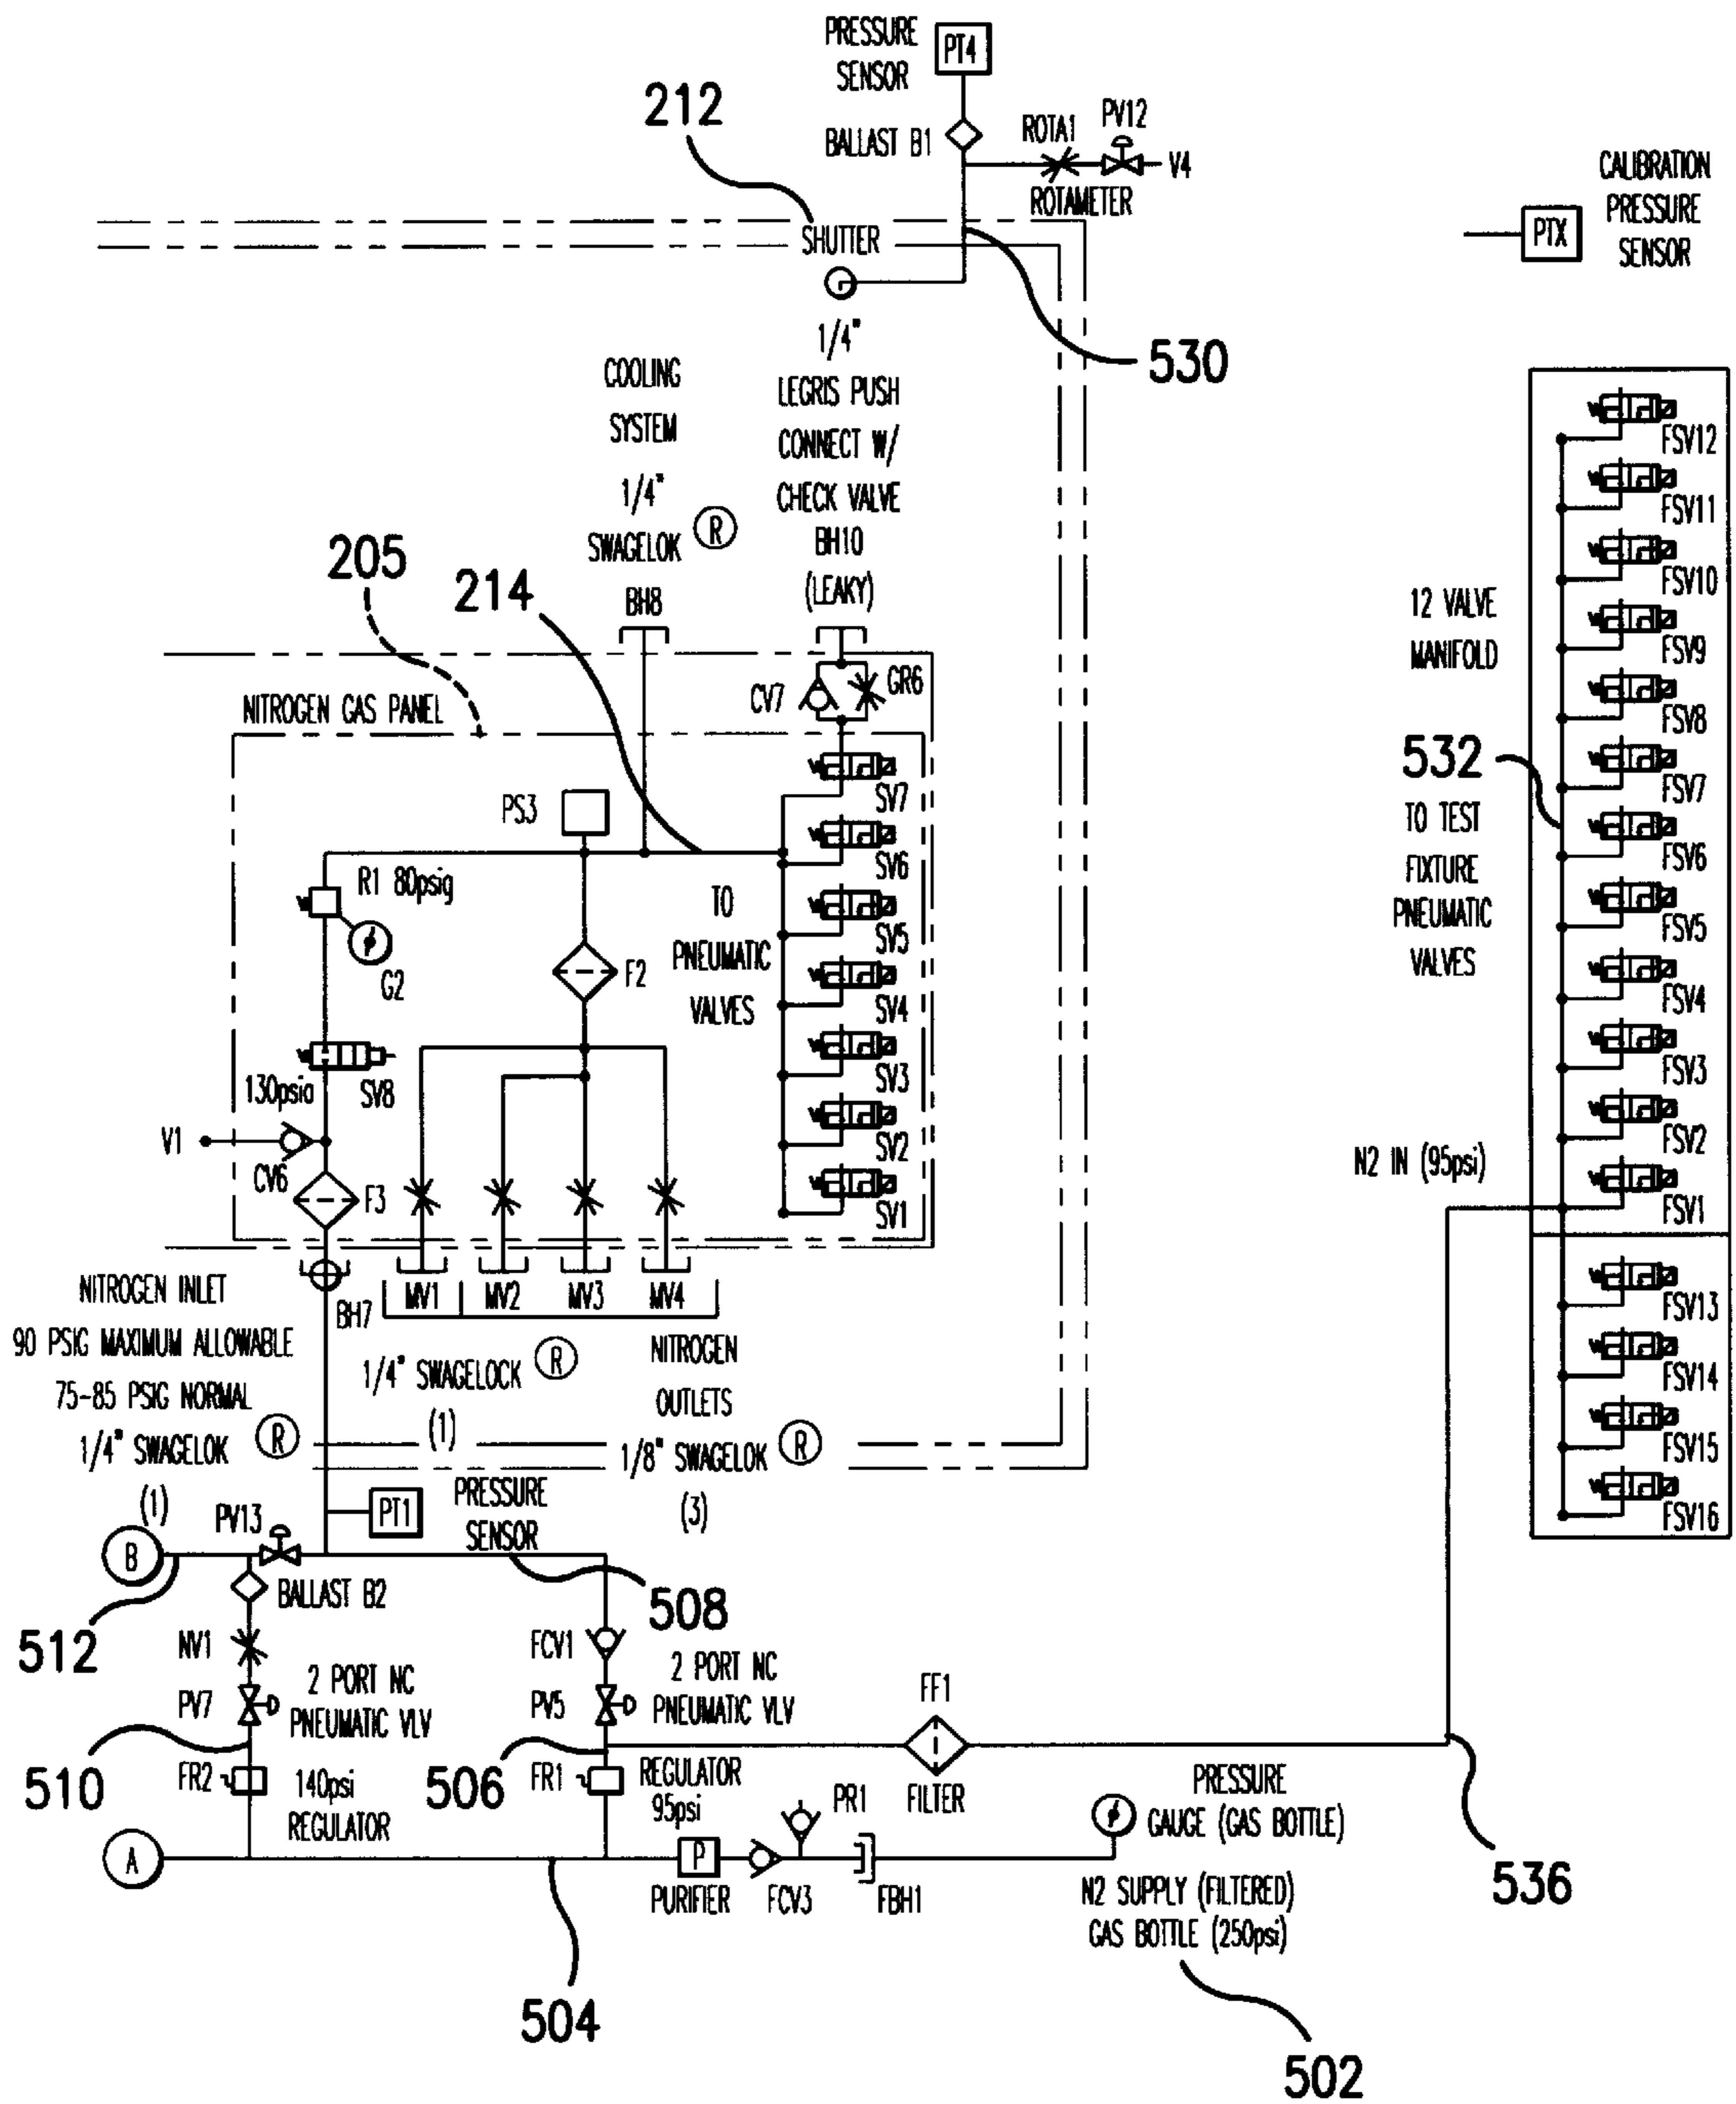 PRESSURE
SENSOR
PT4
212
BALLAST B1
ROTA1
PV12
V4
ROTAMETER
CALIBRATION
PRESSURE
SENSOR
PTX
SHUTTER
530
1/4"
LEGRIS PUSH
CONNECT W/
CHECK VALVE
BH10
(LEAKY)
COOLING
SYSTEM
1/4"
SWAGELOK R
BH8
205
214
NITROGEN GAS PANEL
CV7
GR6
PS3
R1 80psig
G2
F2
TO
PNEUMATIC
VALVES
SV7
SV6
SV5
SV4
SV3
SV2
SV1
130psia
SV8
V1
CV6
F3
12 VALVE
MANIFOLD
532
TO TEST
FIXTURE
PNEUMATIC
VALVES
FSV12
FSV11
FSV10
FSV9
FSV8
FSV7
FSV6
FSV5
FSV4
FSV3
FSV2
FSV1
FSV13
FSV14
FSV15
FSV16
N2 IN (95psi)
NITROGEN INLET
90 PSIG MAXIMUM ALLOWABLE
75-85 PSIG NORMAL
1/4" SWAGELOK R
(1)
BH7
MV1
MV2
MV3
MV4
1/4" SWAGELOCK R
(1)
NITROGEN
OUTLETS
1/8" SWAGELOK R
(3)
PT1
PRESSURE
SENSOR
PV13
B
BALLAST B2
512
508
NV1
FCV1
PV7
2 PORT NC
PNEUMATIC VLV
PV5
2 PORT NC
PNEUMATIC VLV
FF1
FILTER
510
FR2
140psi
REGULATOR
506
FR1
REGULATOR
95psi
PR1
PRESSURE
GAUGE (GAS BOTTLE)
A
P
PURIFIER
FCV3
FBH1
N2 SUPPLY (FILTERED)
GAS BOTTLE (250psi)
536
504
502